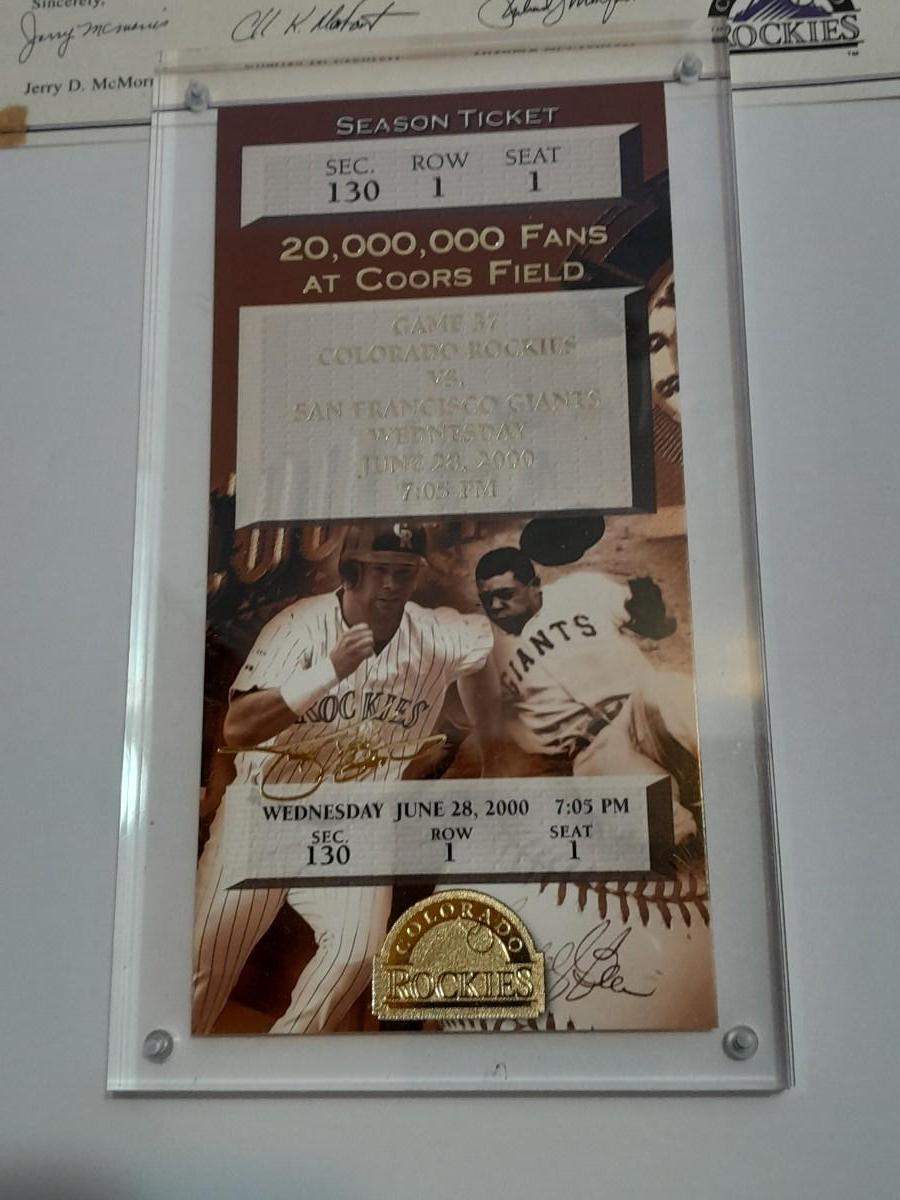 Sincerely,
Jerry D. McMorr
ROCKIES
SEASON TICKET
SEC. ROW SEAT
130 1 1
20,000,000 FANS
AT COORS FIELD
GAME 37
COLORADO ROCKIES
VS.
SAN FRANCISCO GIANTS
WEDNESDAY
JUNE 28, 2000
7:05 PM
CR
ROCKIES
GIANTS
WEDNESDAY JUNE 28, 2000 7:05 PM
SEC. ROW SEAT
130 1 1
COLORADO
ROCKIES